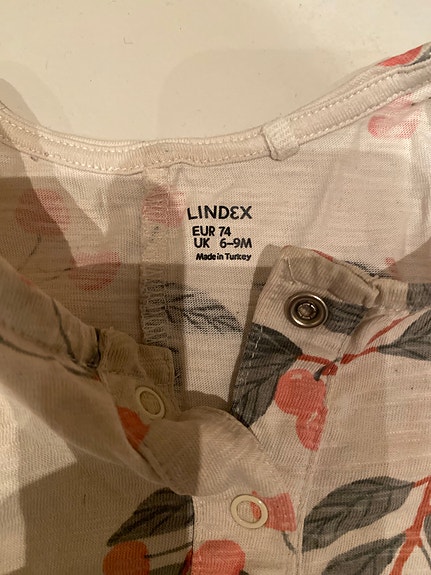 LINDEX
EUR 74
UK 6-9M
Made in Turkey